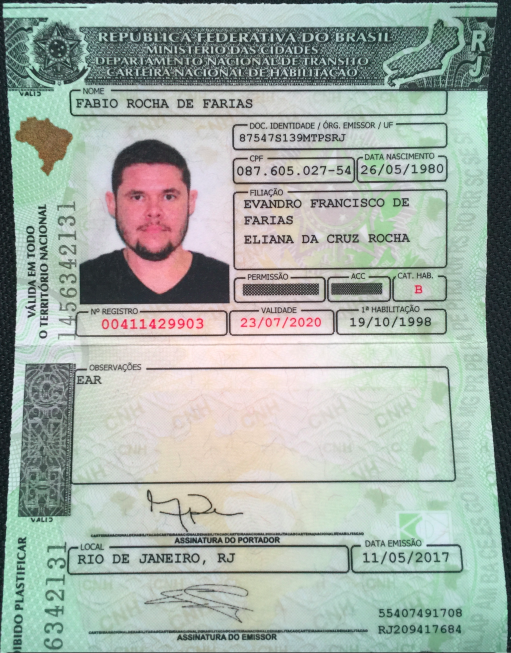 REPÚBLICA FEDERATIVA DO BRASIL
MINISTÉRIO DAS CIDADES
DEPARTAMENTO NACIONAL DE TRÂNSITO
CARTEIRA NACIONAL DE HABILITAÇÃO
RJ
VALID
NOME
FABIO ROCHA DE FARIAS
DOC. IDENTIDADE / ÓRG. EMISSOR / UF
87547S139MTPSRJ
CPF
087.605.027-54
DATA NASCIMENTO
26/05/1980
FILIAÇÃO
EVANDRO FRANCISCO DE
FARIAS
ELIANA DA CRUZ ROCHA
PERMISSÃO
ACC
CAT. HAB.
B
Nº REGISTRO
00411429903
VALIDADE
23/07/2020
1ª HABILITAÇÃO
19/10/1998
VÁLIDA EM TODO
O TERRITÓRIO NACIONAL
1456342131
OBSERVAÇÕES
EAR
VALID
ASSINATURA DO PORTADOR
LOCAL
RIO DE JANEIRO, RJ
DATA EMISSÃO
11/05/2017
55407491708
RJ209417684
ASSINATURA DO EMISSOR
IBIDO PLASTIFICAR
6342131